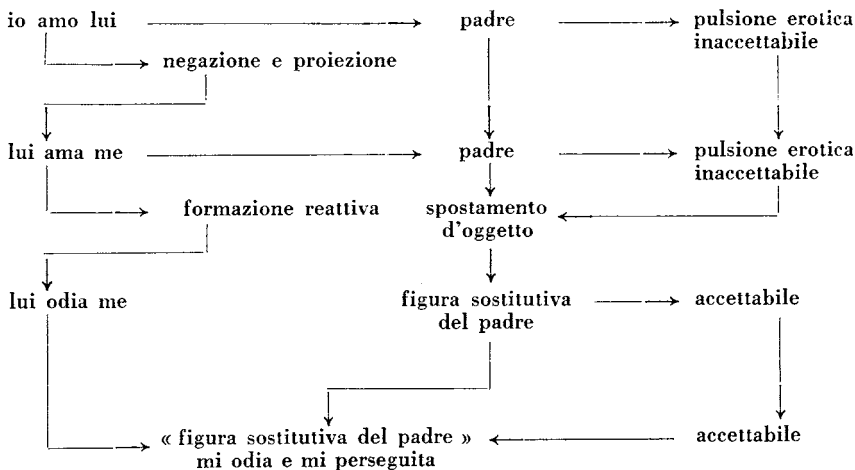 io amo lui
padre
pulsione erotica
inaccettabile
negazione e proiezione
lui ama me
padre
pulsione erotica
inaccettabile
formazione reattiva
spostamento
d'oggetto
lui odia me
figura sostitutiva
del padre
accettabile
« figura sostitutiva del padre »
mi odia e mi perseguita
accettabile